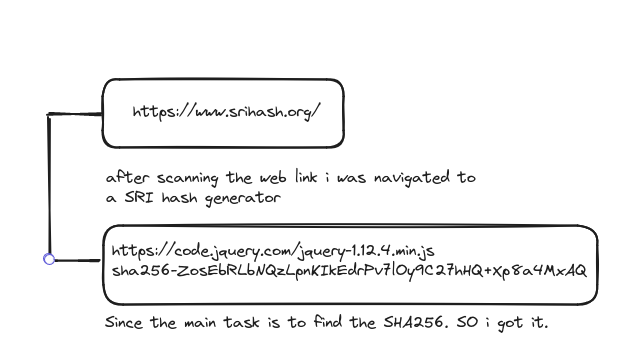 https://www.srihash.org/
after scanning the web link i was navigated to
a SRI hash generator
https://code.jquery.com/jquery-1.12.4.min.js
sha256-ZosEbRLbNQzLpnKIkEdrPv7lOy9C27hHQ+Xp8a4MxAQ
Since the main task is to find the SHA256. SO i got it.